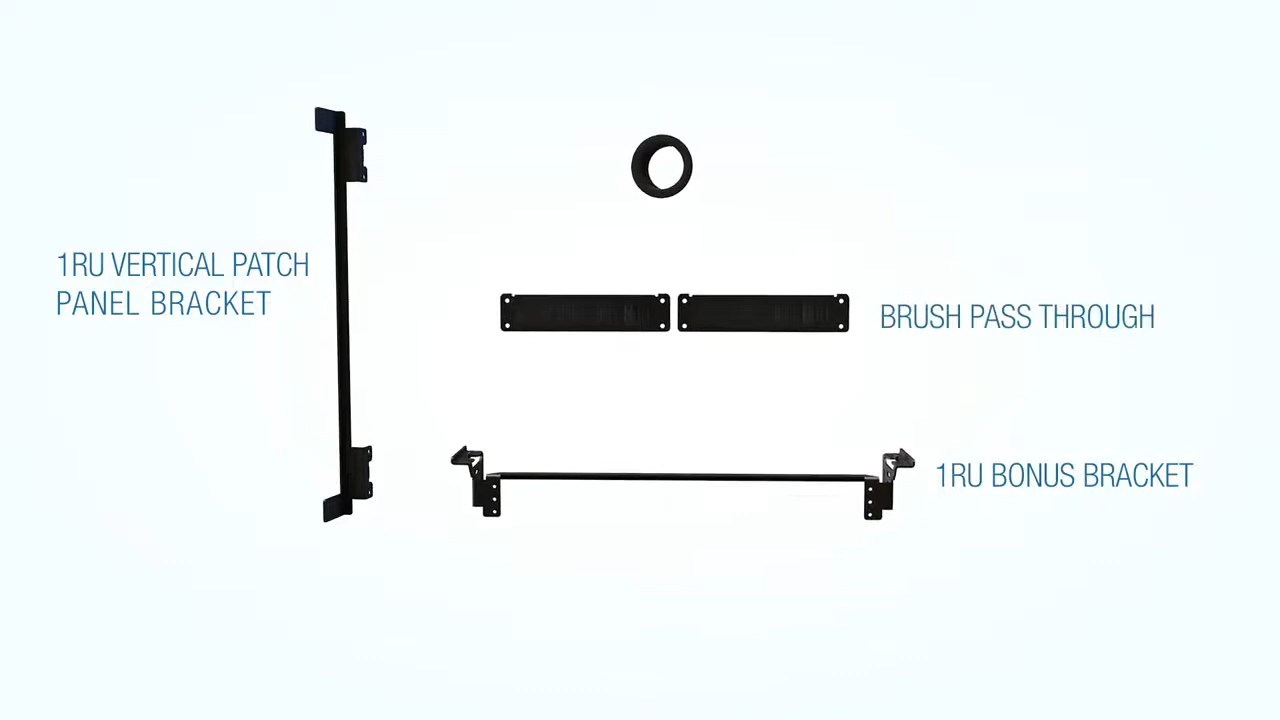 1RU VERTICAL PATCH
PANEL BRACKET
BRUSH PASS THROUGH
1RU BONUS BRACKET